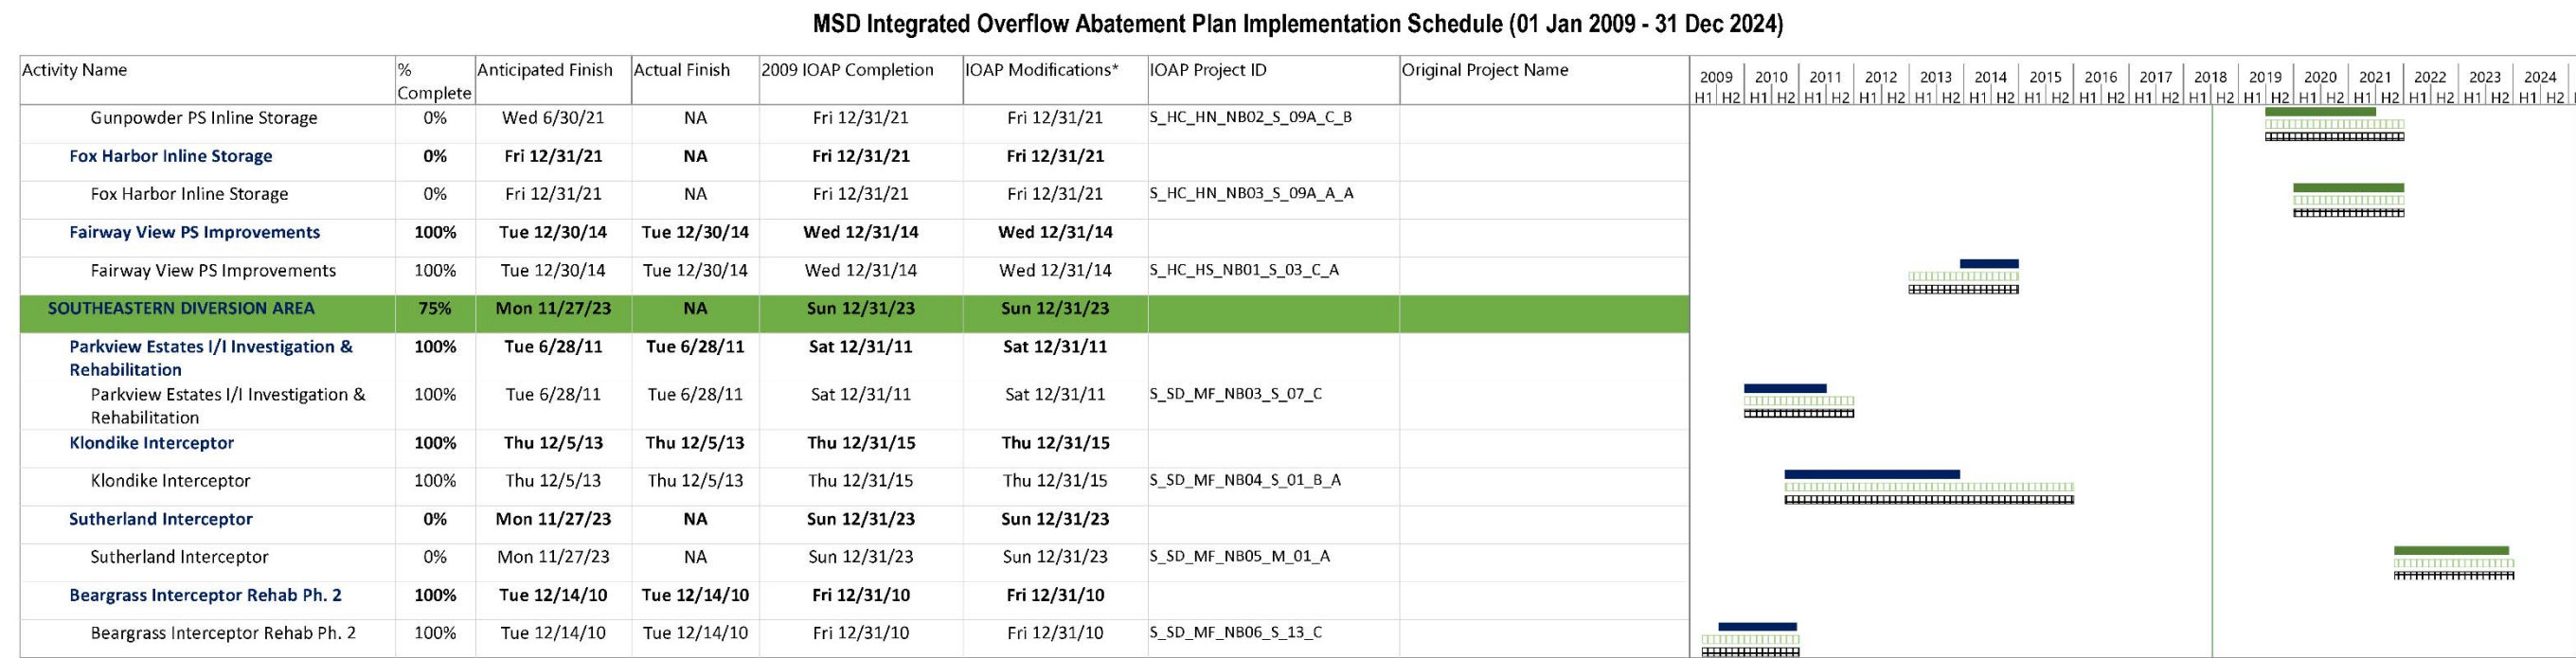 MSD Integrated Overflow Abatement Plan Implementation Schedule (01 Jan 2009 - 31 Dec 2024)
Activity Name % Complete Anticipated Finish Actual Finish 2009 IOAP Completion IOAP Modifications* IOAP Project ID Original Project Name
2009 2010 2011 2012 2013 2014 2015 2016 2017 2018 2019 2020 2021 2022 2023 2024
H1 H2 H1 H2 H1 H2 H1 H2 H1 H2 H1 H2 H1 H2 H1 H2 H1 H2 H1 H2 H1 H2 H1 H2 H1 H2 H1 H2 H1 H2 H1 H2
Gunpowder PS Inline Storage 0% Wed 6/30/21 NA Fri 12/31/21 Fri 12/31/21 S_HC_HN_NB02_S_09A_C_B
Fox Harbor Inline Storage 0% Fri 12/31/21 NA Fri 12/31/21 Fri 12/31/21
Fox Harbor Inline Storage 0% Fri 12/31/21 NA Fri 12/31/21 Fri 12/31/21 S_HC_HN_NB03_S_09A_A_A
Fairway View PS Improvements 100% Tue 12/30/14 Tue 12/30/14 Wed 12/31/14 Wed 12/31/14
Fairway View PS Improvements 100% Tue 12/30/14 Tue 12/30/14 Wed 12/31/14 Wed 12/31/14 S_HC_HS_NB01_S_03_C_A
SOUTHEASTERN DIVERSION AREA 75% Mon 11/27/23 NA Sun 12/31/23 Sun 12/31/23
Parkview Estates I/I Investigation & 100% Tue 6/28/11 Tue 6/28/11 Sat 12/31/11 Sat 12/31/11
Rehabilitation
Parkview Estates I/I Investigation & 100% Tue 6/28/11 Tue 6/28/11 Sat 12/31/11 Sat 12/31/11 S_SD_MF_NB03_S_07_C
Rehabilitation
Klondike Interceptor 100% Thu 12/5/13 Thu 12/5/13 Thu 12/31/15 Thu 12/31/15
Klondike Interceptor 100% Thu 12/5/13 Thu 12/5/13 Thu 12/31/15 Thu 12/31/15 S_SD_MF_NB04_S_01_B_A
Sutherland Interceptor 0% Mon 11/27/23 NA Sun 12/31/23 Sun 12/31/23
Sutherland Interceptor 0% Mon 11/27/23 NA Sun 12/31/23 Sun 12/31/23 S_SD_MF_NB05_M_01_A
Beargrass Interceptor Rehab Ph. 2 100% Tue 12/14/10 Tue 12/14/10 Fri 12/31/10 Fri 12/31/10
Beargrass Interceptor Rehab Ph. 2 100% Tue 12/14/10 Tue 12/14/10 Fri 12/31/10 Fri 12/31/10 S_SD_MF_NB06_S_13_C